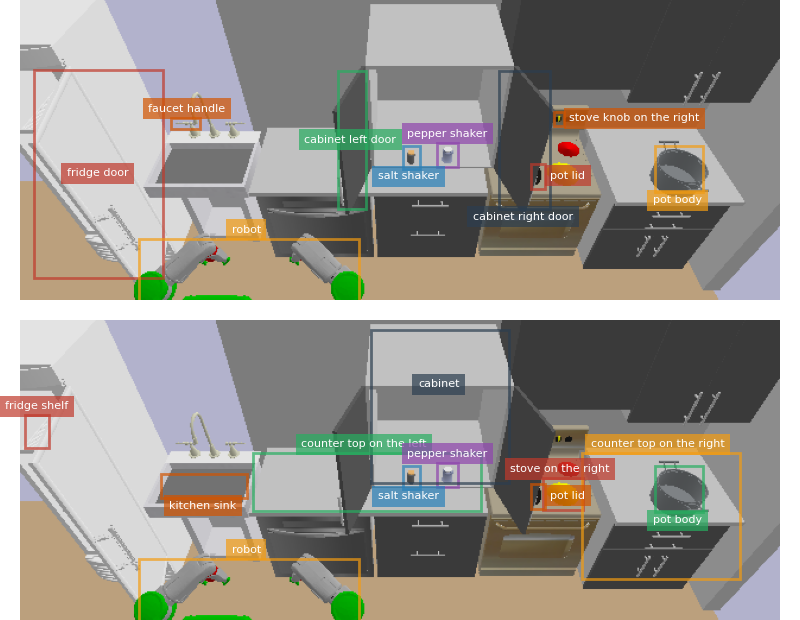 faucet handle
stove knob on the right
pepper shaker
cabinet left door
fridge door
salt shaker
pot lid
pot body
cabinet right door
robot
cabinet
fridge shelf
counter top on the left
counter top on the right
pepper shaker
stove on the right
salt shaker
pot lid
kitchen sink
pot body
robot